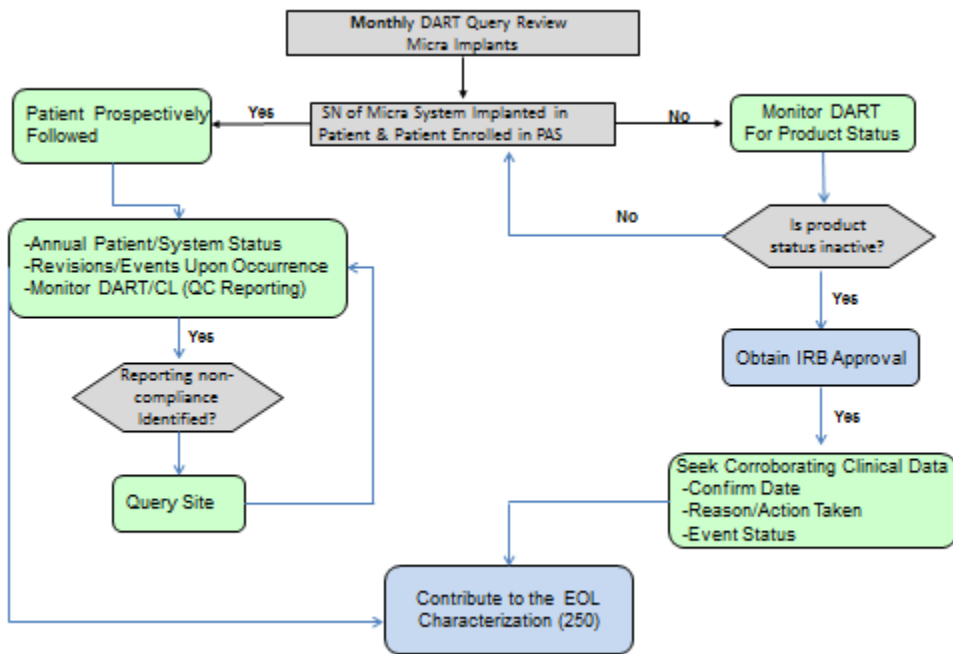 Monthly DART Query Review
Micra Implants
Patient Prospectively
Followed
Yes
SN of Micra System Implanted in
Patient & Patient Enrolled in PAS
No
Monitor DART
For Product Status
No
Is product
status inactive?
-Annual Patient/System Status
-Revisions/Events Upon Occurrence
-Monitor DART/CL (QC Reporting)
Yes
Yes
Obtain IRB Approval
Reporting non-
compliance
Identified?
Yes
Query Site
Seek Corroborating Clinical Data
-Confirm Date
-Reason/Action Taken
-Event Status
Contribute to the EOL
Characterization (250)